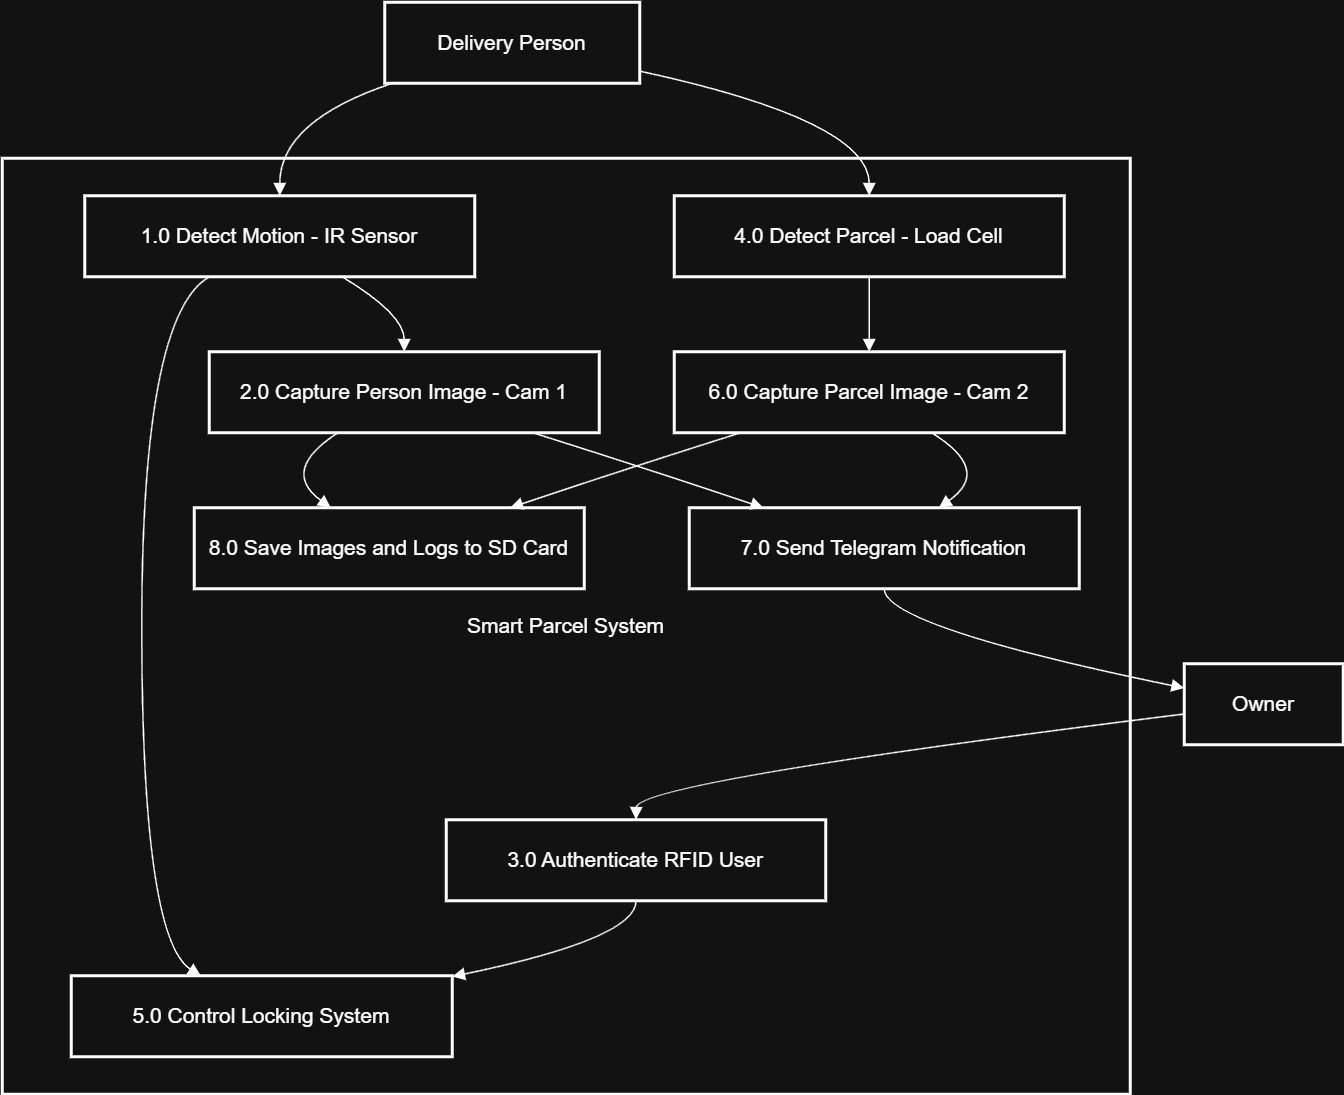 Delivery Person
1.0 Detect Motion - IR Sensor
4.0 Detect Parcel - Load Cell
2.0 Capture Person Image - Cam 1
6.0 Capture Parcel Image - Cam 2
8.0 Save Images and Logs to SD Card
7.0 Send Telegram Notification
Smart Parcel System
Owner
3.0 Authenticate RFID User
5.0 Control Locking System